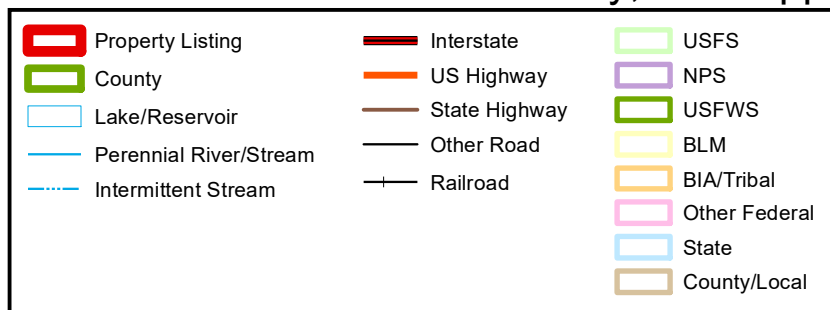 Property Listing
County
Lake/Reservoir
Perennial River/Stream
Intermittent Stream
Interstate
US Highway
State Highway
Other Road
Railroad
USFS
NPS
USFWS
BLM
BIA/Tribal
Other Federal
State
County/Local